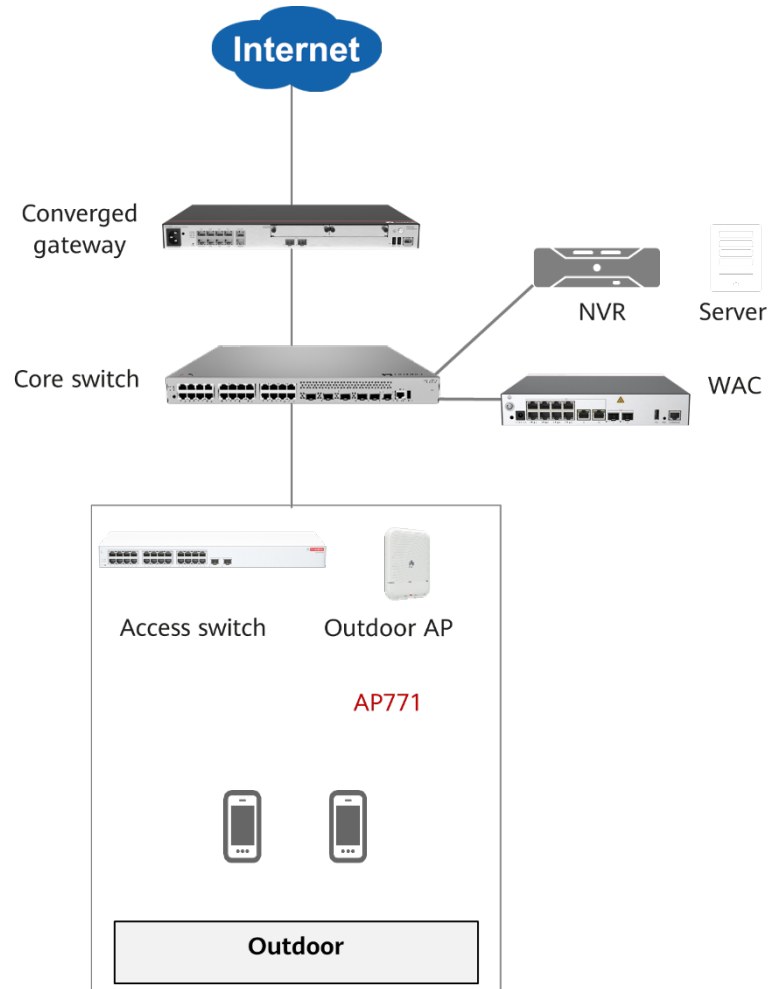 Internet
Converged
gateway
NVR
Server
Core switch
WAC
Access switch
Outdoor AP
AP771
Outdoor